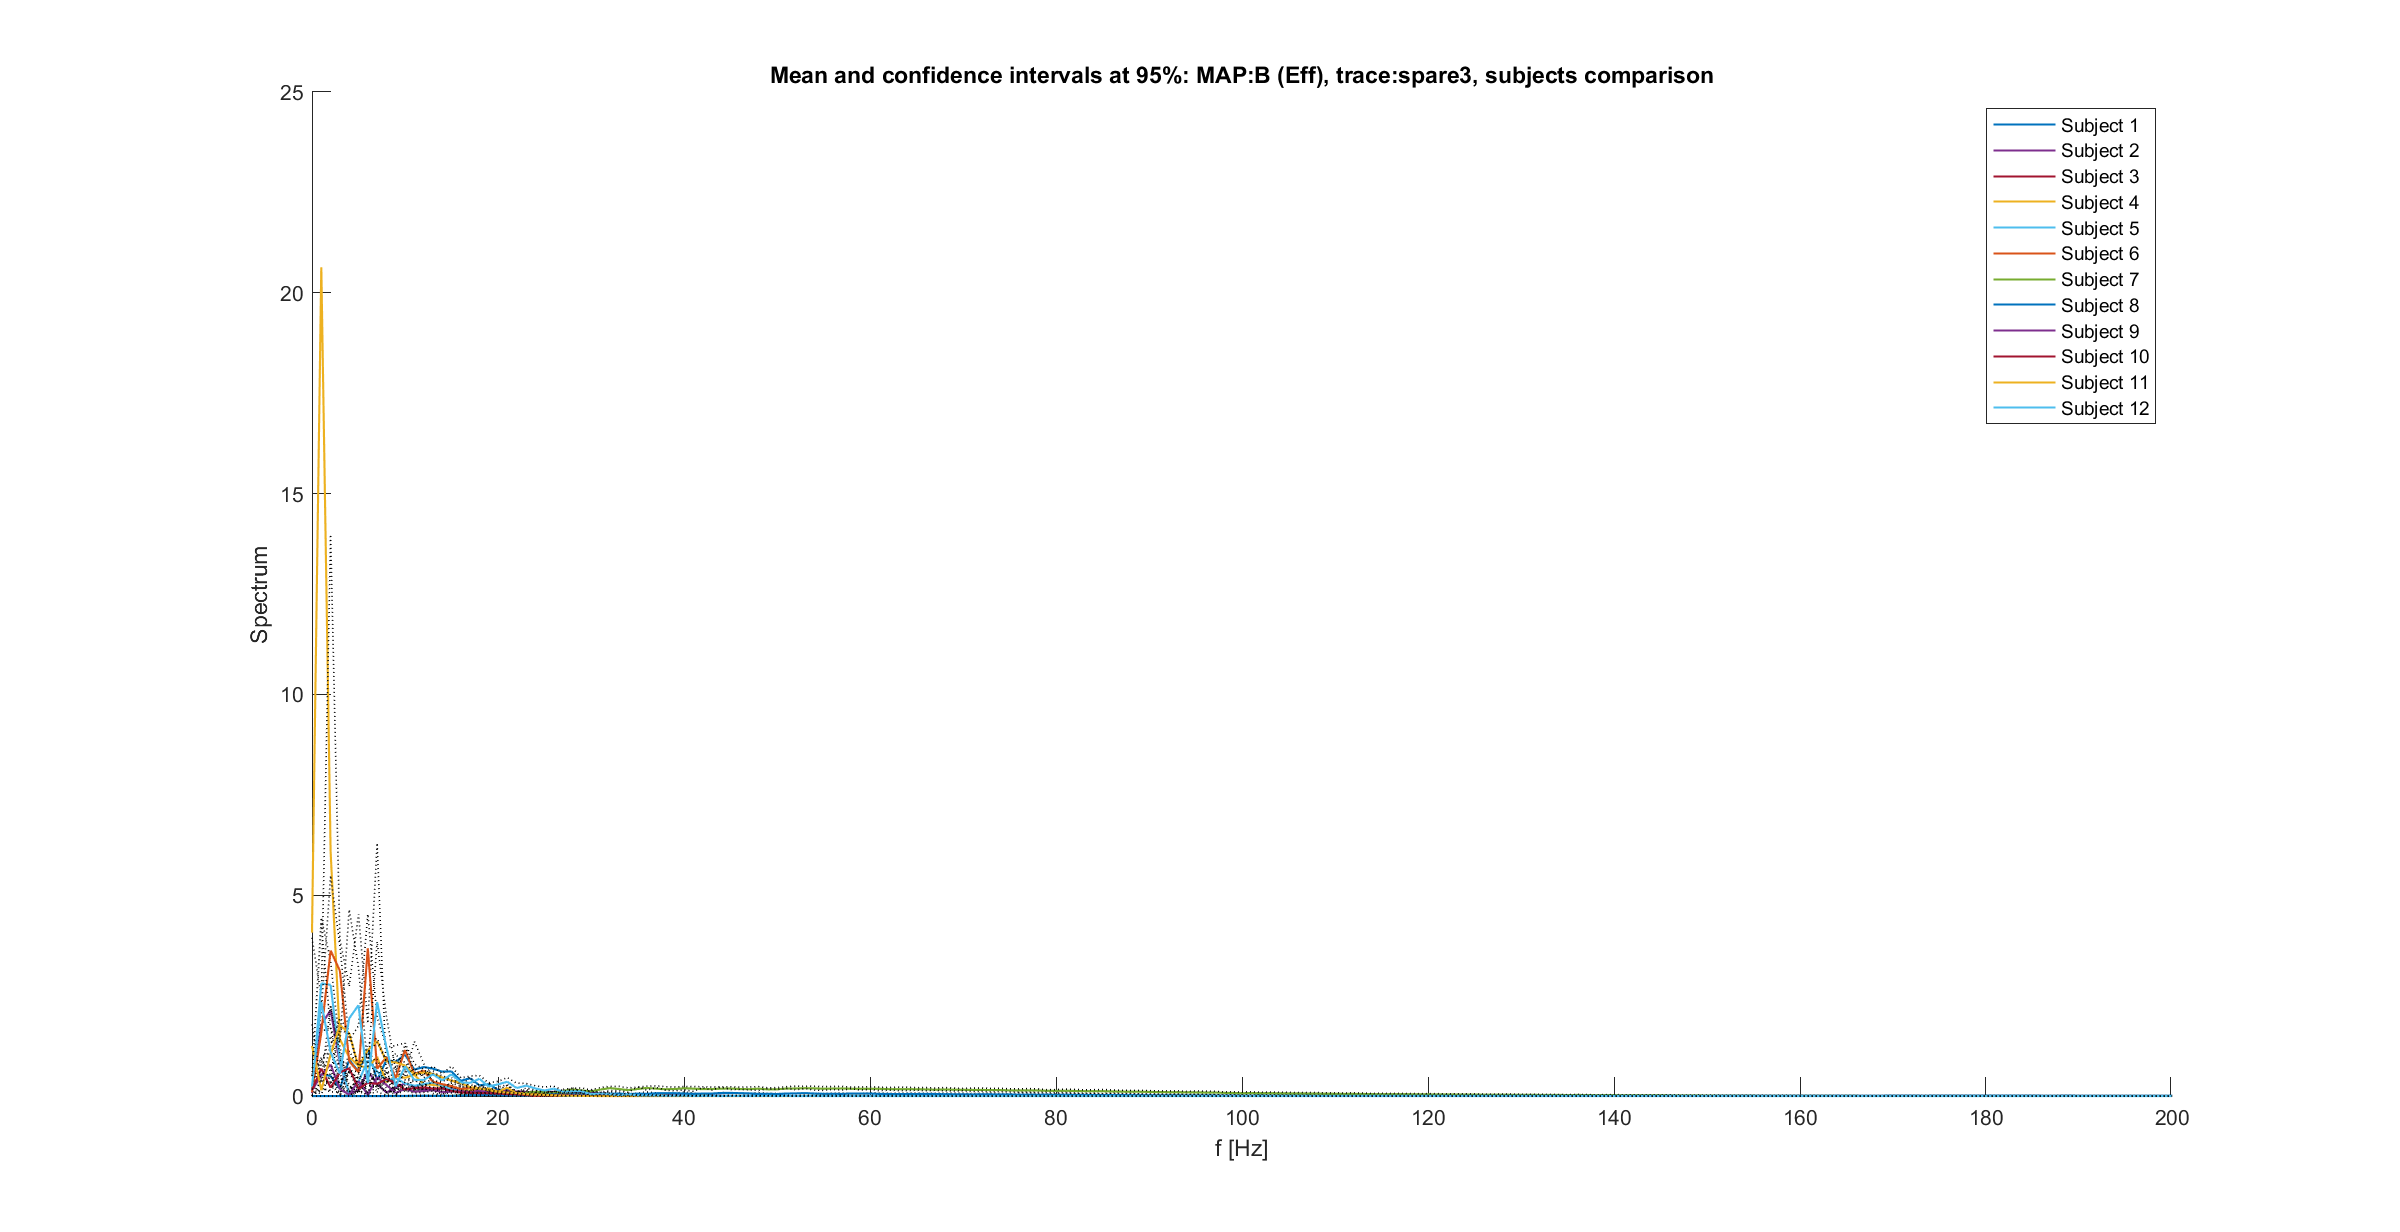 Mean and confidence intervals at 95%: MAP:B (Eff), trace:spare3, subjects comparison
25
20
15
10
5
0
Spectrum
Subject 1
Subject 2
Subject 3
Subject 4
Subject 5
Subject 6
Subject 7
Subject 8
Subject 9
Subject 10
Subject 11
Subject 12
0 20 40 60 80 100 120 140 160 180 200
f [Hz]